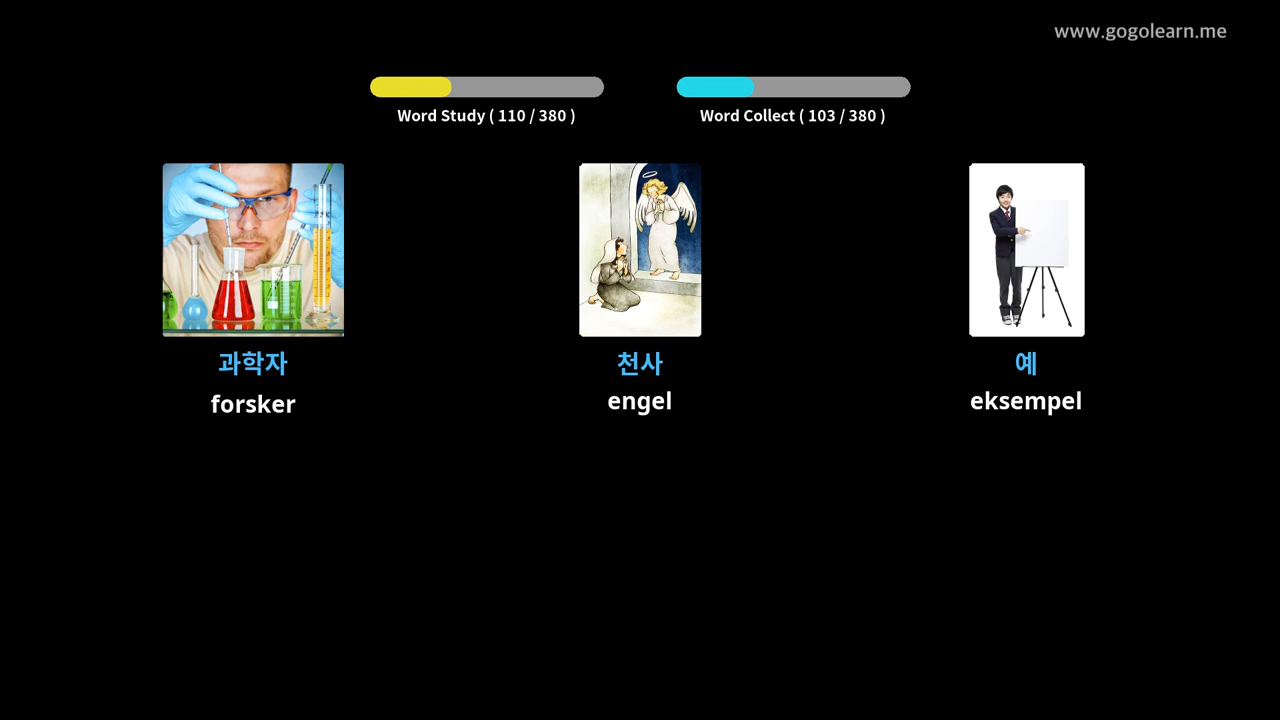 www.gogolearn.me
Word Study ( 110 / 380 )
Word Collect ( 103 / 380 )
과학자
forsker
천사
engel
예
eksempel